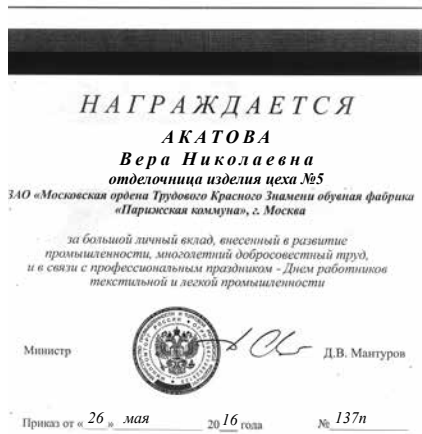 НАГРАЖДАЕТСЯ
АКАТОВА
Вера Николаевна
отделочница изделия цеха №5
ЗАО «Московская ордена Трудового Красного Знамени обувная фабрика
«Парижсская коммуна», г. Москва
за большой личный вклад, внесенный в развитие
промышленности, многолетний добросовестный труд,
и в связи с профессиональным праздником - Днем работников
текстильной и легкой промышленности
Министр
Д.В. Мантуров
Приказ от « 26 » мая 2016 года № 137п